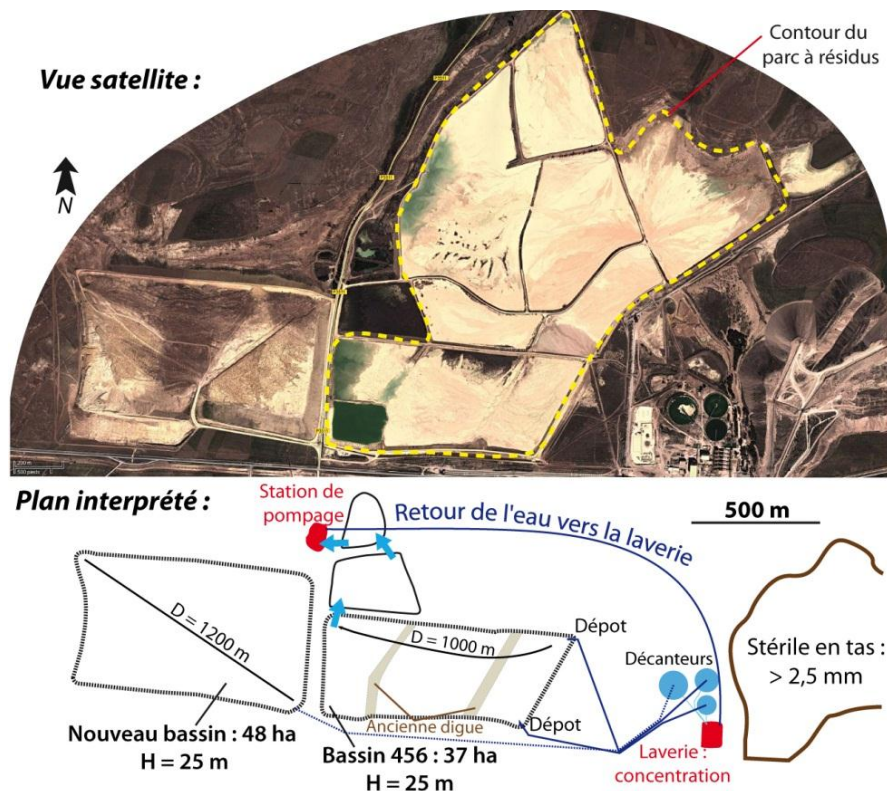 Contour du
parc à résidus
Vue satellite :
N
Plan interprété :
Station de
pompage
Retour de l'eau vers la laverie
500 m
D = 1200 m
D = 1000 m
Dépot
Décanteurs
Stérile en tas :
> 2,5 mm
Ancienne digue
Dépot
Nouveau bassin : 48 ha
H = 25 m
Bassin 456 : 37 ha
H = 25 m
Laverie :
concentration